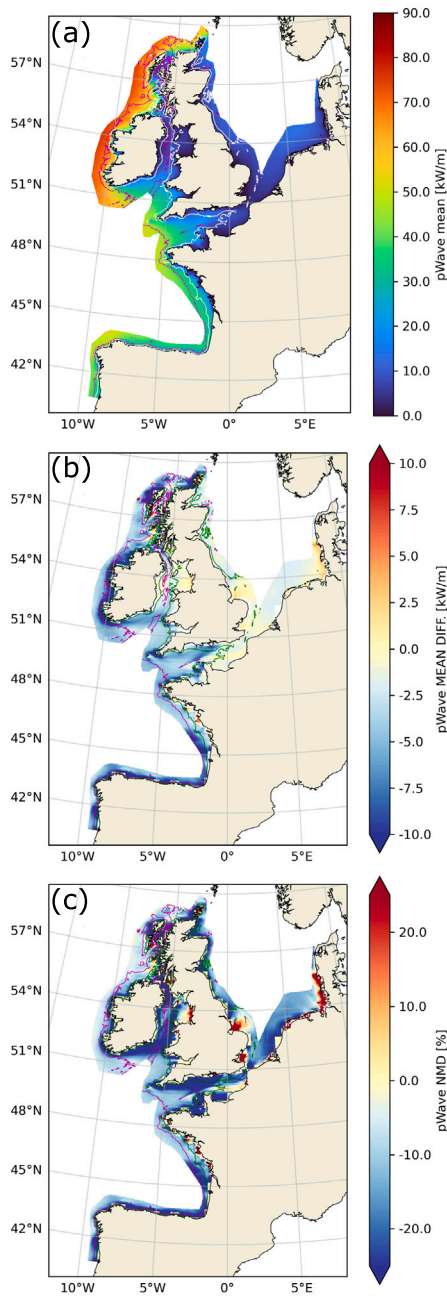 (a)
57°N
54°N
51°N
48°N
45°N
42°N
10°W 5°W 0° 5°E
90.0
80.0
70.0
60.0
50.0
40.0
30.0
20.0
10.0
0.0
pWave mean [kW/m]
(b)
57°N
54°N
51°N
48°N
45°N
42°N
10°W 5°W 0° 5°E
10.0
7.5
5.0
2.5
0.0
-2.5
-5.0
-7.5
-10.0
pWave MEAN DIFF. [kW/m]
(c)
57°N
54°N
51°N
48°N
45°N
42°N
10°W 5°W 0° 5°E
20.0
10.0
0.0
-10.0
-20.0
pWave NMD [%]